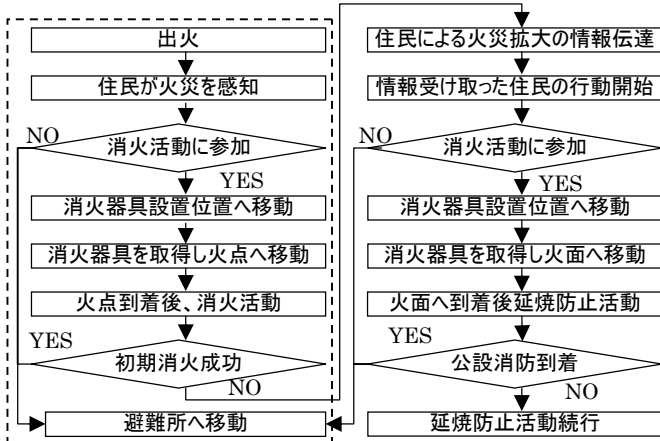 出火
住民が火災を感知
NO
消火活動に参加
YES
消火器具設置位置へ移動
消火器具を取得し火点へ移動
火点到着後、消火活動
YES
初期消火成功
NO
避難所へ移動
住民による火災拡大の情報伝達
情報受け取った住民の行動開始
NO
消火活動に参加
YES
消火器具設置位置へ移動
消火器具を取得し火面へ移動
火面へ到着後延焼防止活動
YES
公設消防到着
NO
延焼防止活動続行